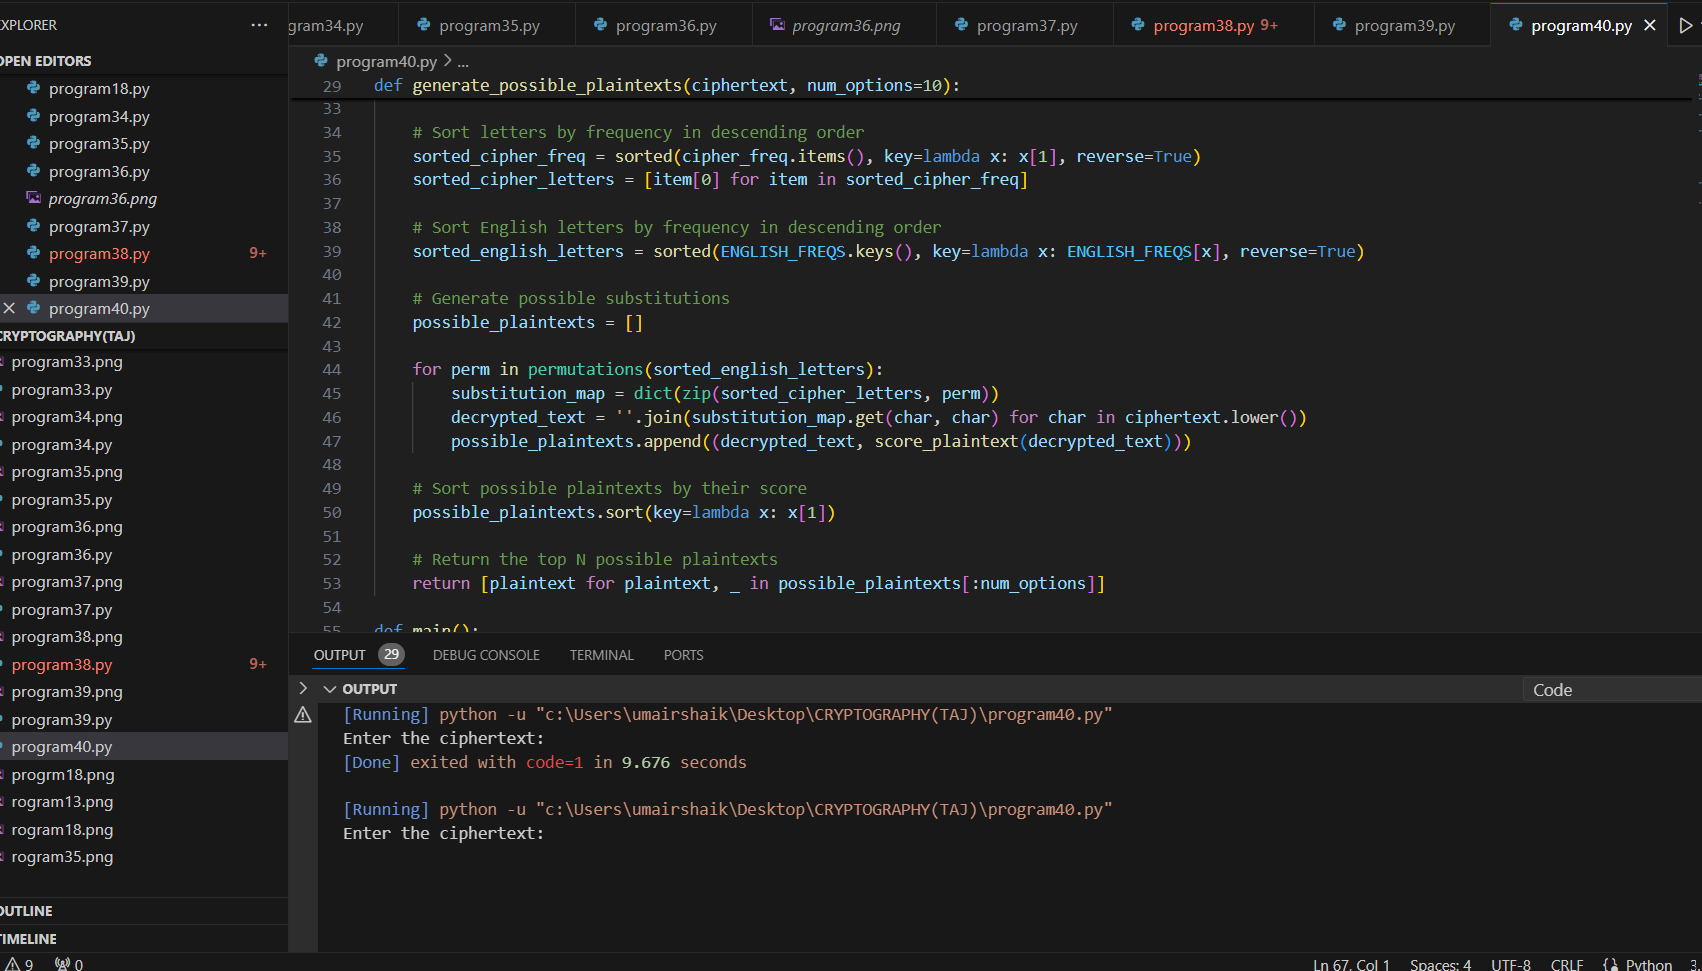 EXPLORER
gram34.py program35.py program36.py program36.png program37.py program38.py 9+ program39.py program40.py
OPEN EDITORS
program18.py
program34.py
program35.py
program36.py
program36.png
program37.py
program38.py 9+
program39.py
program40.py
CRYPTOGRAPHY(TAJ)
program33.png
program33.py
program34.png
program34.py
program35.png
program35.py
program36.png
program36.py
program37.png
program37.py
program38.png
program38.py 9+
program39.png
program39.py
program40.py
progrm18.png
rogram13.png
rogram18.png
rogram35.png
OUTLINE
TIMELINE
program40.py > ...
29 def generate_possible_plaintexts(ciphertext, num_options=10):
33
34 # Sort letters by frequency in descending order
35 sorted_cipher_freq = sorted(cipher_freq.items(), key=lambda x: x[1], reverse=True)
36 sorted_cipher_letters = [item[0] for item in sorted_cipher_freq]
37
38 # Sort English letters by frequency in descending order
39 sorted_english_letters = sorted(ENGLISH_FREQS.keys(), key=lambda x: ENGLISH_FREQS[x], reverse=True)
40
41 # Generate possible substitutions
42 possible_plaintexts = []
43
44 for perm in permutations(sorted_english_letters):
45 substitution_map = dict(zip(sorted_cipher_letters, perm))
46 decrypted_text = ''.join(substitution_map.get(char, char) for char in ciphertext.lower())
47 possible_plaintexts.append((decrypted_text, score_plaintext(decrypted_text)))
48
49 # Sort possible plaintexts by their score
50 possible_plaintexts.sort(key=lambda x: x[1])
51
52 # Return the top N possible plaintexts
53 return [plaintext for plaintext, _ in possible_plaintexts[:num_options]]
54
55 def main():
OUTPUT 29 DEBUG CONSOLE TERMINAL PORTS
OUTPUT Code
[Running] python -u "c:\Users\umairshaik\Desktop\CRYPTOGRAPHY(TAJ)\program40.py"
Enter the ciphertext:
[Done] exited with code=1 in 9.676 seconds
[Running] python -u "c:\Users\umairshaik\Desktop\CRYPTOGRAPHY(TAJ)\program40.py"
Enter the ciphertext:
9 0 Ln 67, Col 1 Spaces: 4 UTF-8 CRLF {} Python 3.